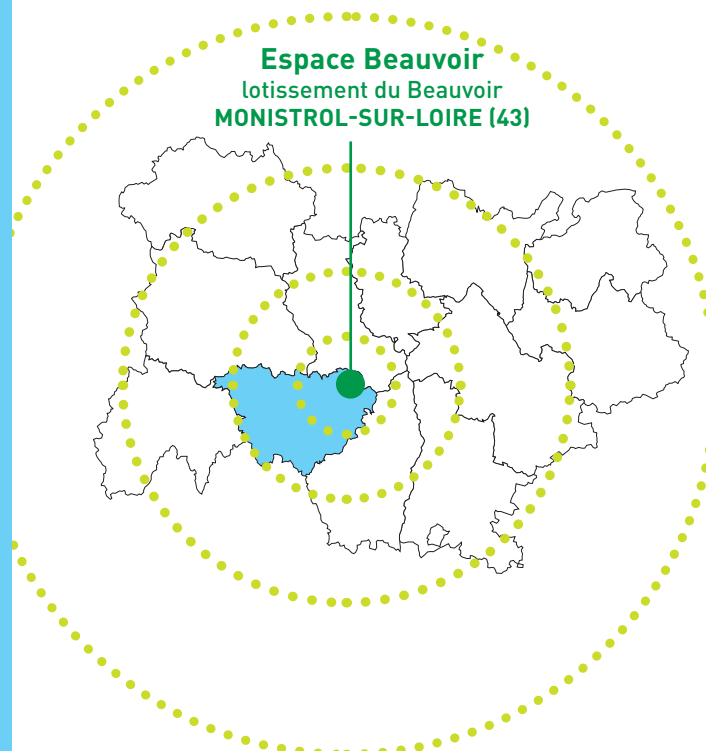 Espace Beauvoir
lotissement du Beauvoir
MONISTROL-SUR-LOIRE (43)